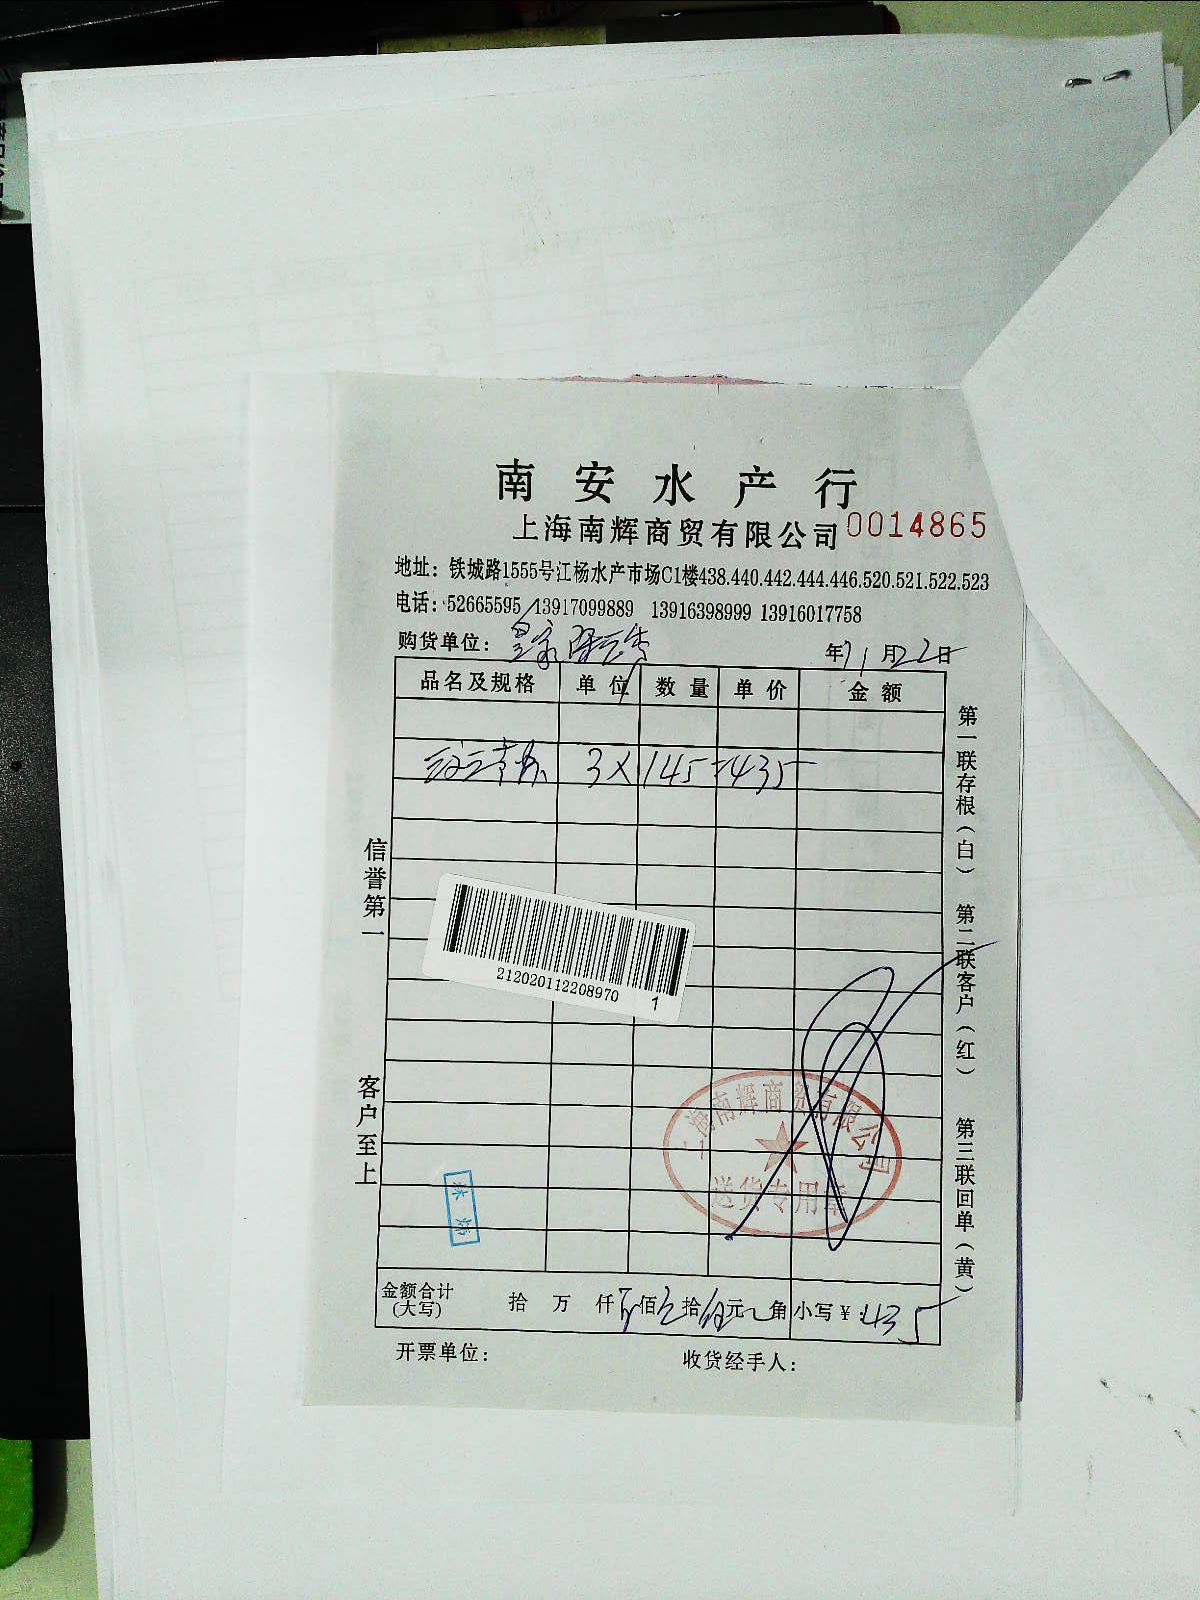 南安水产行
上海南辉商贸有限公司 0014865
地址：铁城路1555号江杨水产市场C1楼438.440.442.444.446.520.521.522.523
电话：52665595 13917099889 13916398999 13916017758
购货单位：
年11月22日
品名及规格 单位 数量 单价 金额
3×145=435
信誉第一
客户至上
第一联存根（白） 第二联客户（红） 第三联回单（黄）
212020112208970 1
上海南辉商贸有限公司
送货专用章
金额合计（大写） 拾 万 仟 佰 拾 元 角 小写¥：435
开票单位： 收货经手人：